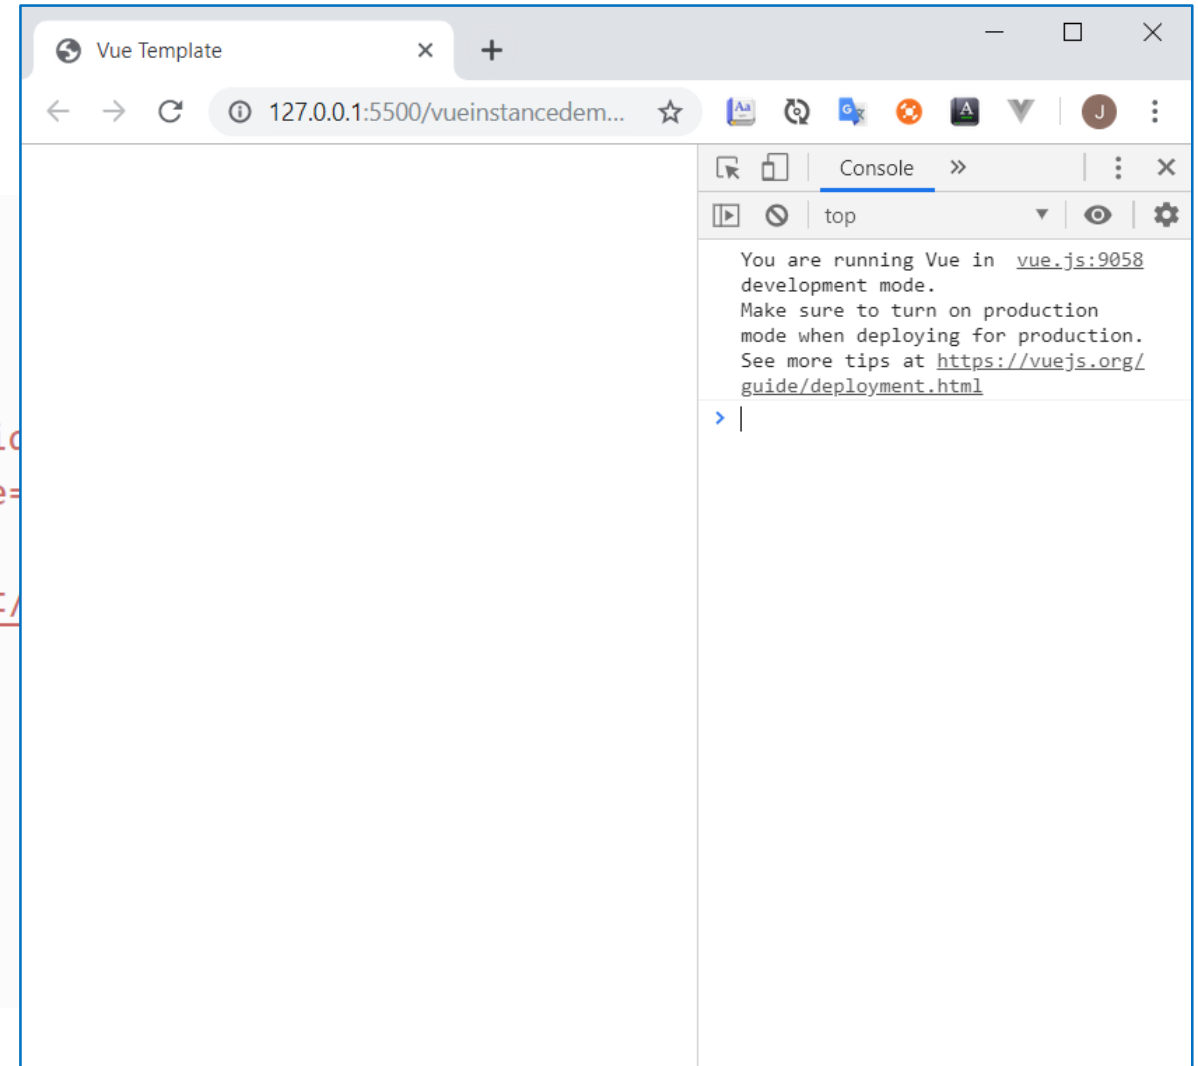 Vue Template
127.0.0.1:5500/vueinstancedem...
J
Console
top
You are running Vue in vue.js:9058
development mode.
Make sure to turn on production
mode when deploying for production.
See more tips at https://vuejs.org/
guide/deployment.html
e=